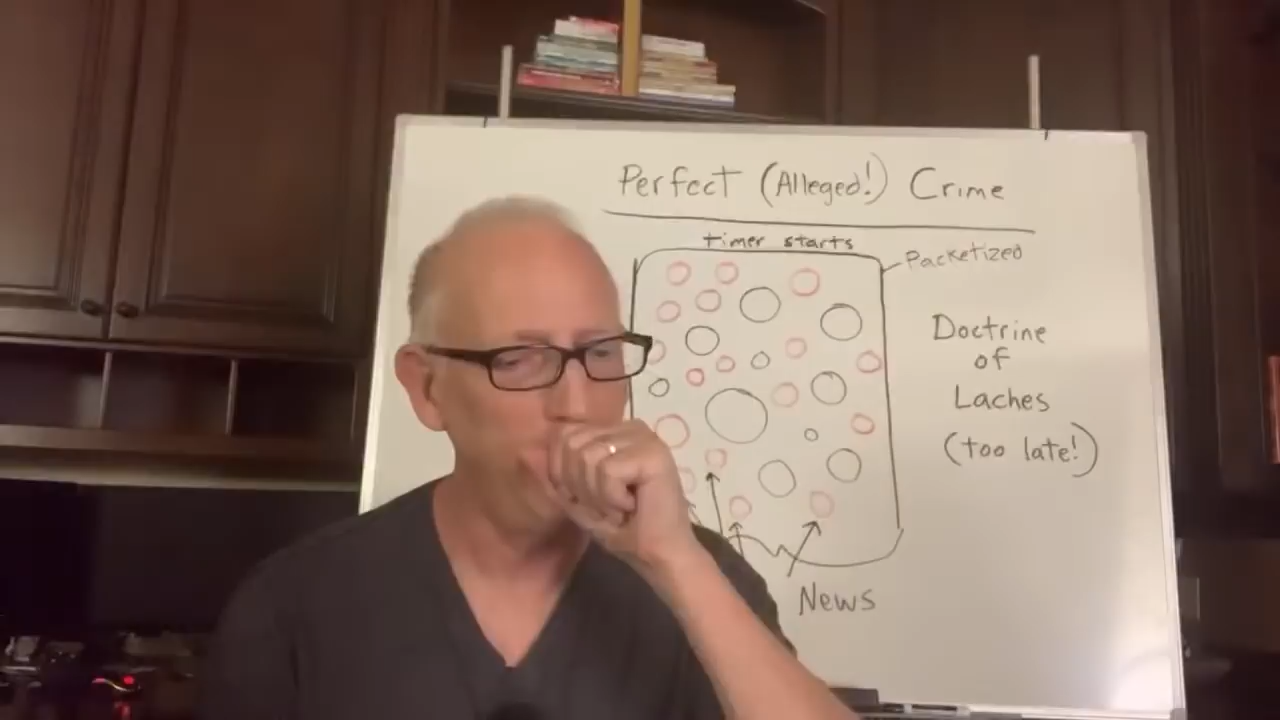 Perfect (Alleged!) Crime
timer starts
Packetized
Doctrine
of
Laches
(too late!)
News